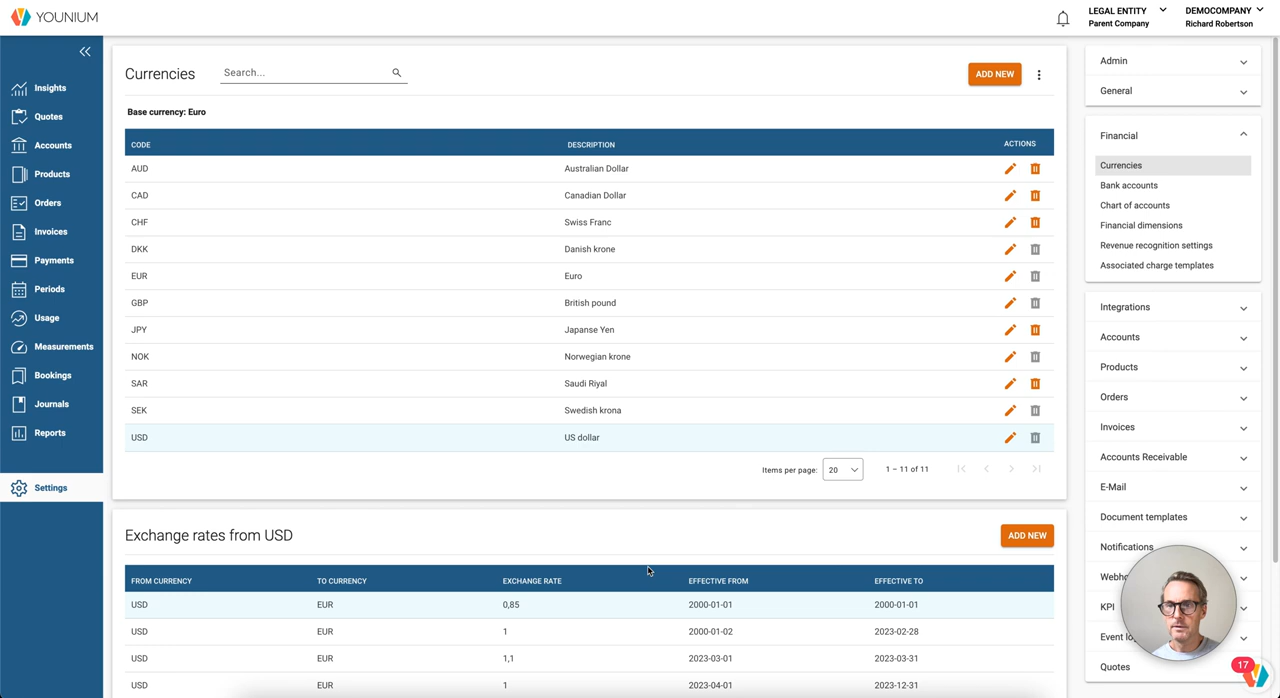 YOUNIUM
LEGAL ENTITY
Parent Company
DEMOCOMPANY
Richard Robertson
Insights
Quotes
Accounts
Products
Orders
Invoices
Payments
Periods
Usage
Measurements
Bookings
Journals
Reports
Settings
Currencies
Search...
ADD NEW
Base currency: Euro
CODE DESCRIPTION ACTIONS
AUD Australian Dollar
CAD Canadian Dollar
CHF Swiss Franc
DKK Danish krone
EUR Euro
GBP British pound
JPY Japanse Yen
NOK Norwegian krone
SAR Saudi Riyal
SEK Swedish krona
USD US dollar
Items per page: 20 1 – 11 of 11
Exchange rates from USD
ADD NEW
FROM CURRENCY TO CURRENCY EXCHANGE RATE EFFECTIVE FROM EFFECTIVE TO
USD EUR 0,85 2000-01-01 2000-01-01
USD EUR 1 2000-01-02 2023-02-28
USD EUR 1,1 2023-03-01 2023-03-31
USD EUR 1 2023-04-01 2023-12-31
Admin
General
Financial
Currencies
Bank accounts
Chart of accounts
Financial dimensions
Revenue recognition settings
Associated charge templates
Integrations
Accounts
Products
Orders
Invoices
Accounts Receivable
E-Mail
Document templates
Notifications
KPI
Event
Quotes
17